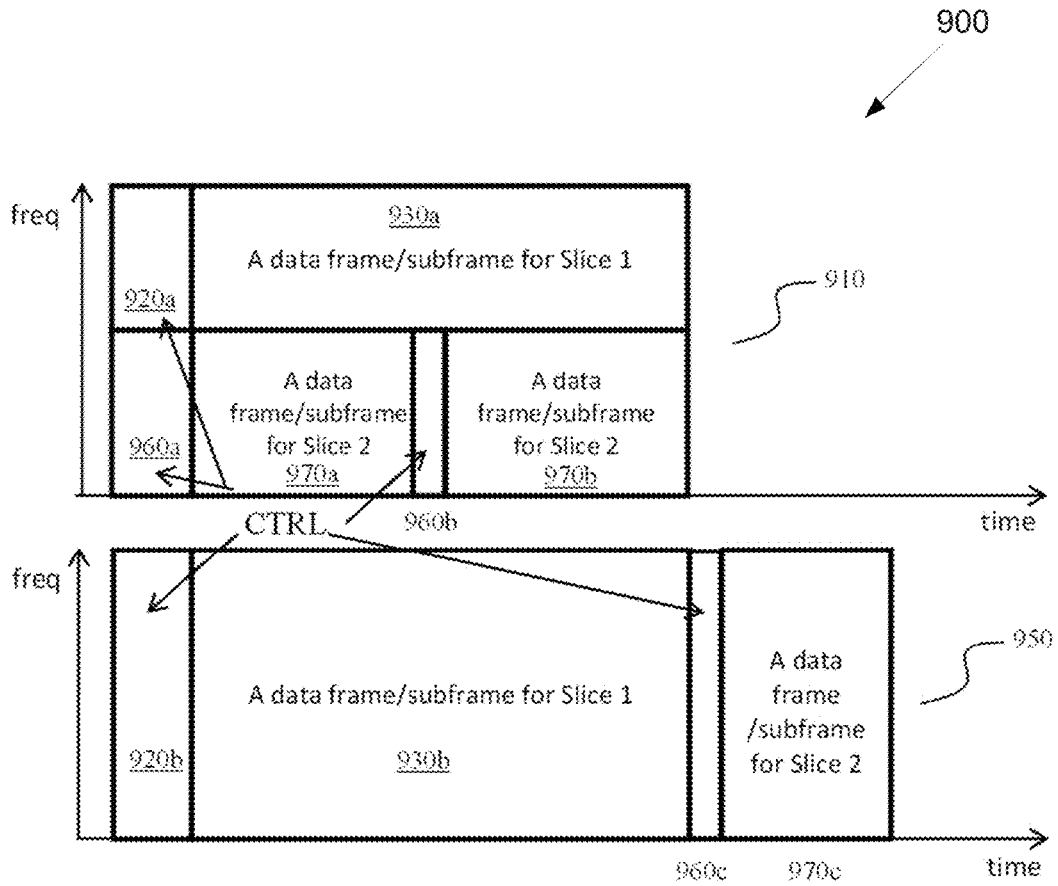 900
freq
930a
A data frame/subframe for Slice 1
920a
910
A data
frame/subframe
for Slice 2
970a
A data
frame/subframe
for Slice 2
970b
960a
CTRL
960b
time
freq
950
A data frame/subframe for Slice 1
930b
920b
A data
frame
/subframe
for Slice 2
960c
970c
time